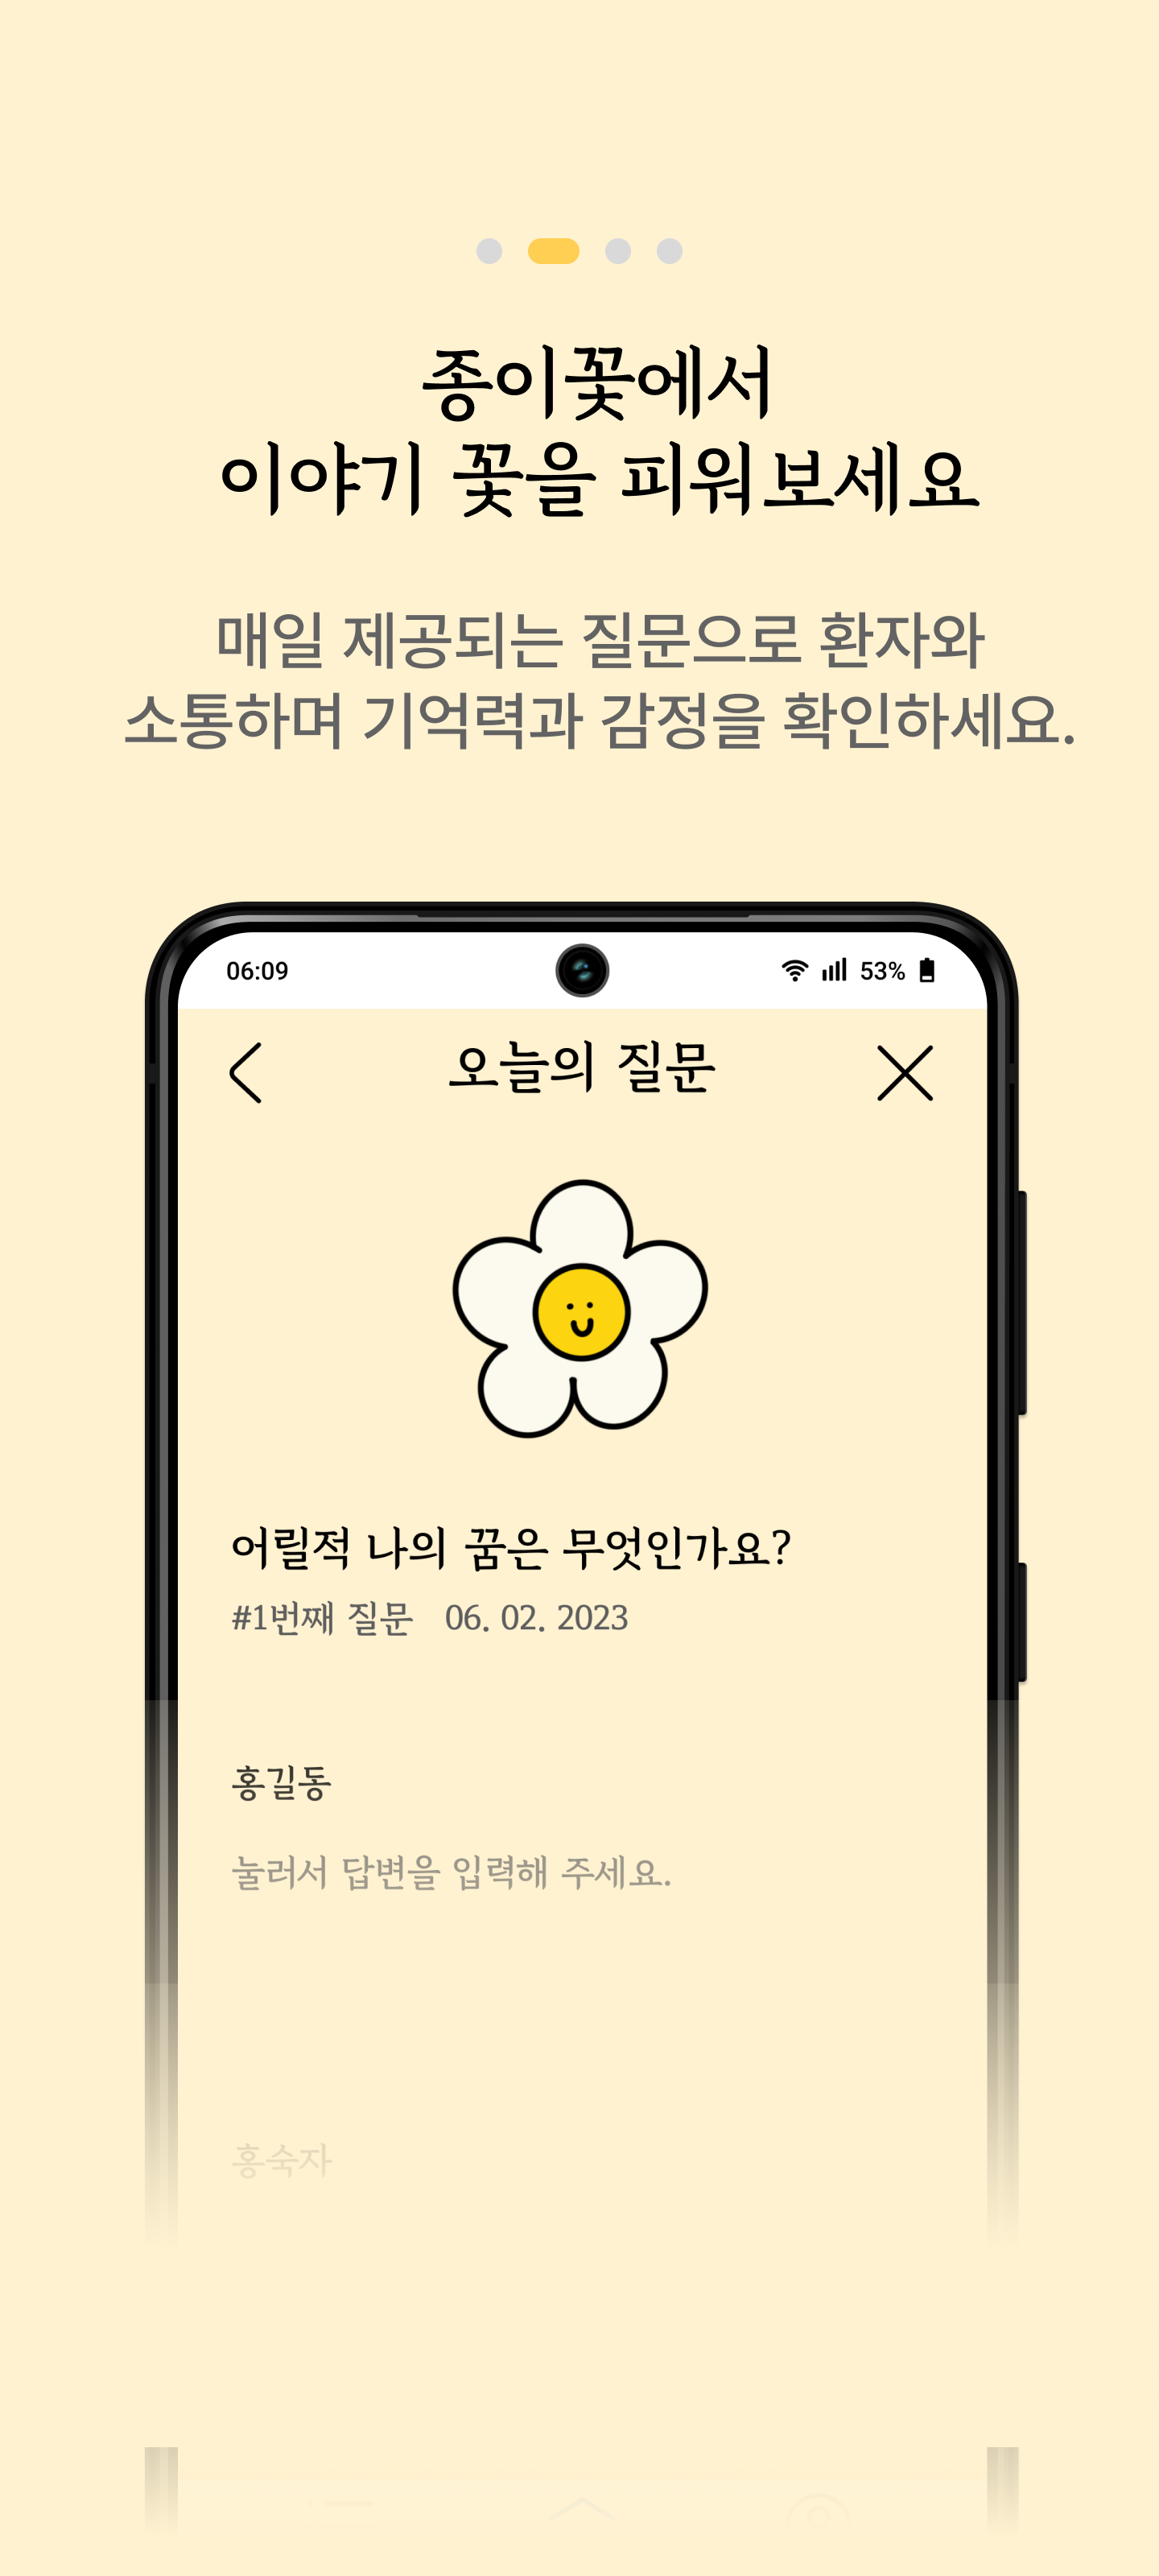 종이꽃에서
이야기 꽃을 피워보세요
매일 제공되는 질문으로 환자와
소통하며 기억력과 감정을 확인하세요.
06:09 53%
오늘의 질문
어릴적 나의 꿈은 무엇인가요?
#1번째 질문 06. 02. 2023
홍길동
눌러서 답변을 입력해 주세요.
홍숙자